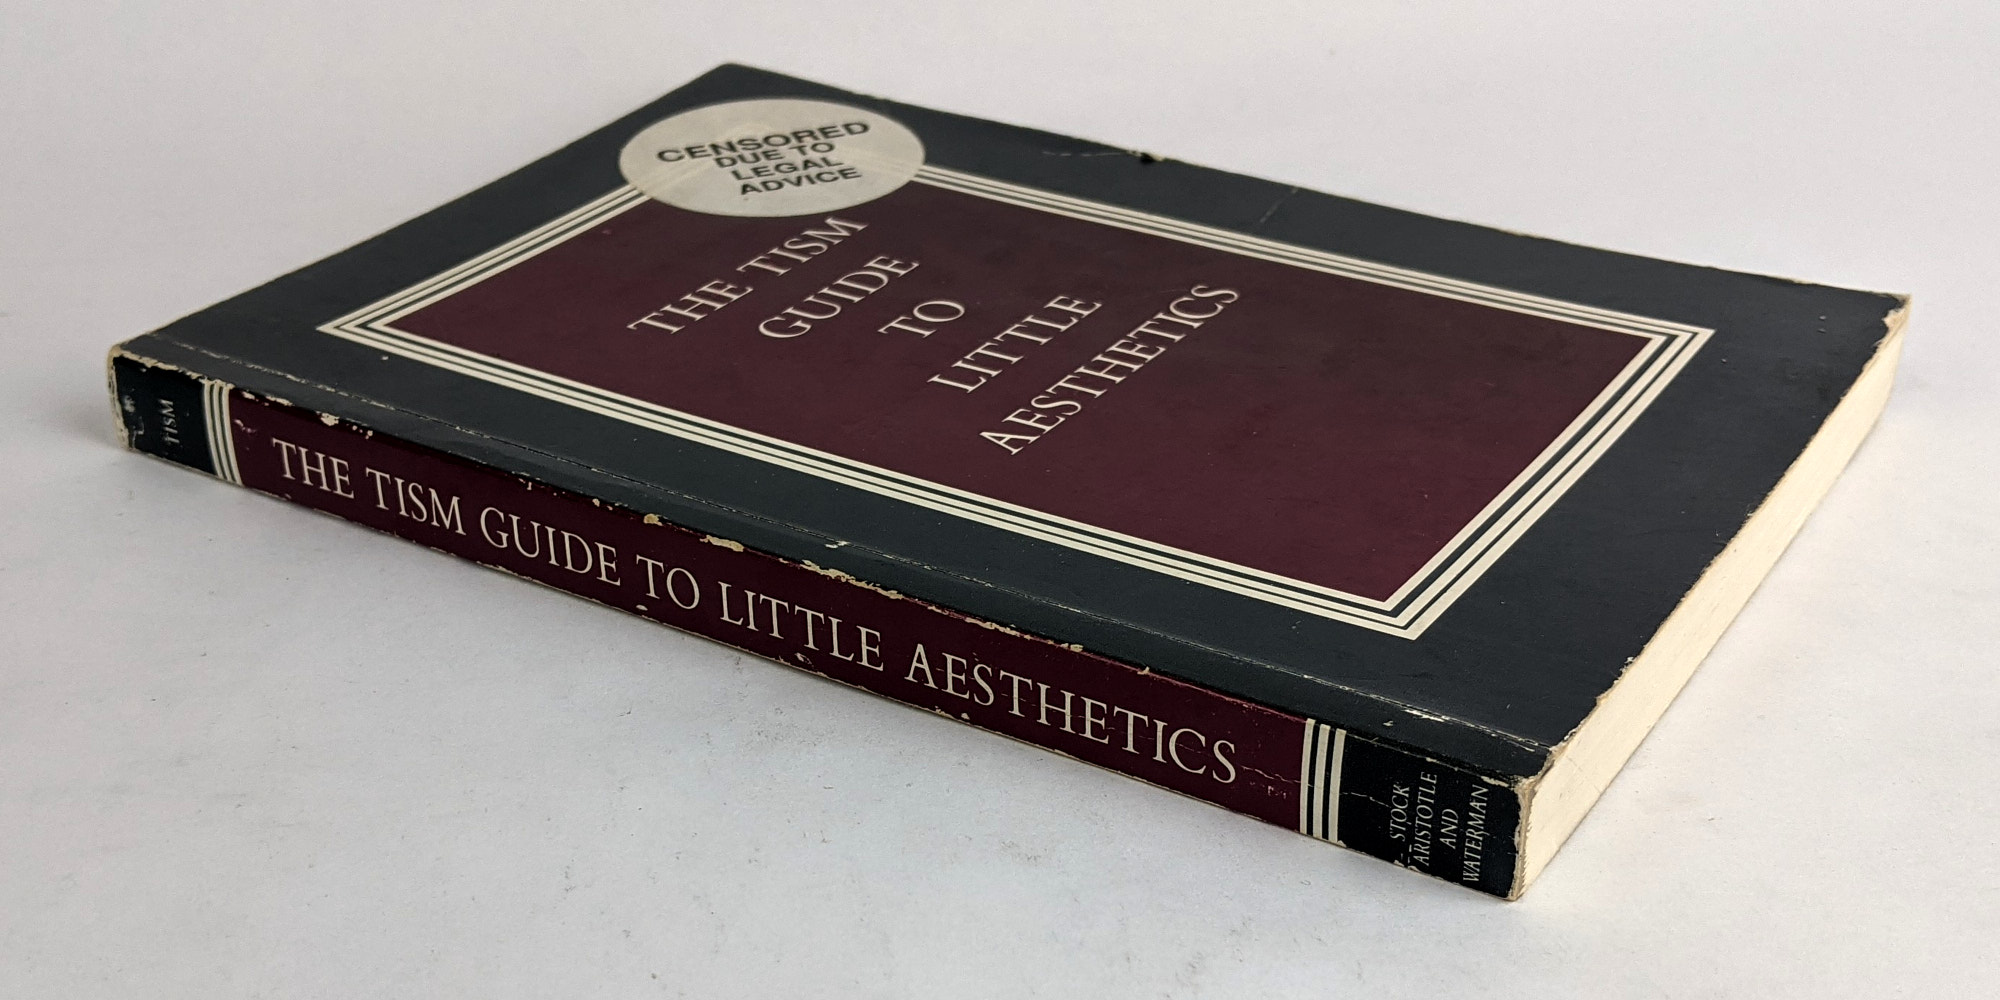 CENSORED
DUE TO
LEGAL
ADVICE
THE TISM
GUIDE
TO
LITTLE
AESTHETICS
TISM
THE TISM GUIDE TO LITTLE AESTHETICS
STOCK
ARISTOTLE
AND
WATERMAN